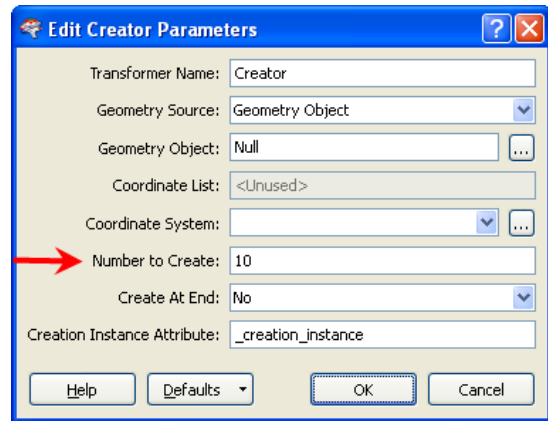 Edit Creator Parameters
Transformer Name: Creator
Geometry Source: Geometry Object
Geometry Object: Null ...
Coordinate List: <Unused>
Coordinate System: ...
Number to Create: 10
Create At End: No
Creation Instance Attribute: _creation_instance
Help Defaults OK Cancel